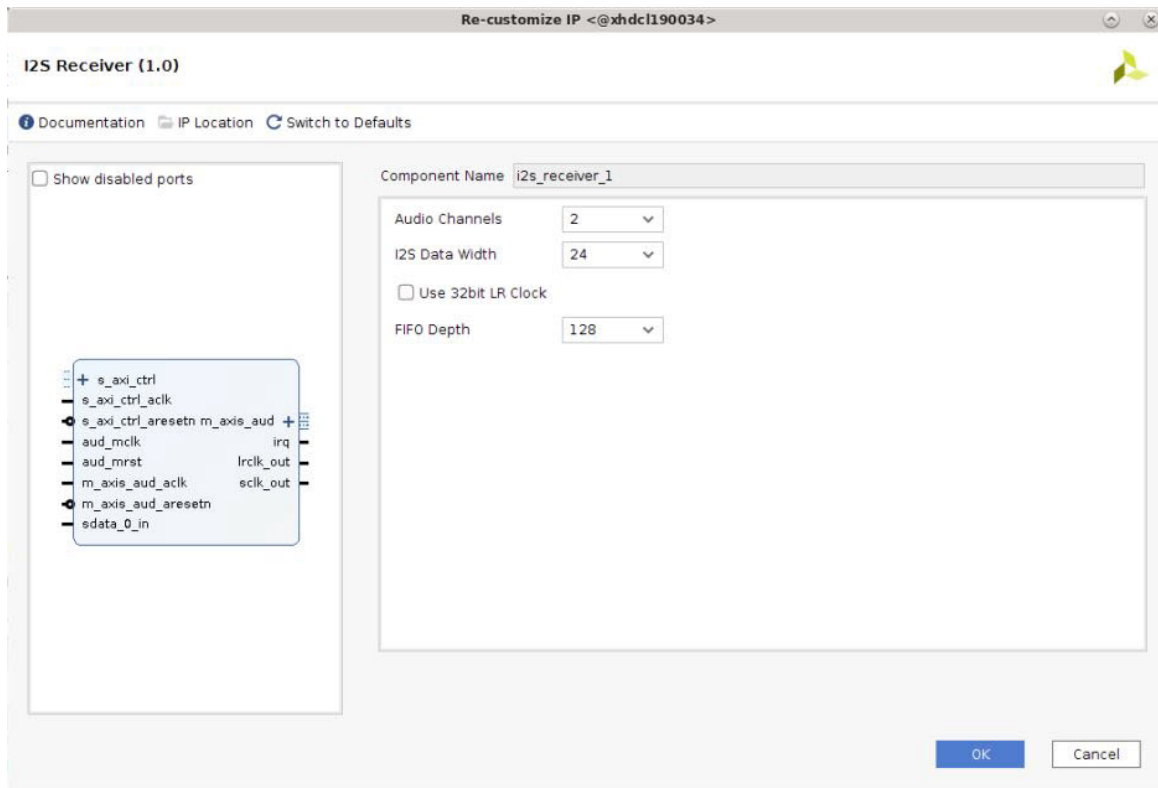 Re-customize IP <@xhdcl190034>
I2S Receiver (1.0)
Documentation IP Location Switch to Defaults
Show disabled ports
s_axi_ctrl
s_axi_ctrl_aclk
s_axi_ctrl_aresetn m_axis_aud
aud_mclk irq
aud_mrst lrclk_out
m_axis_aud_aclk sclk_out
m_axis_aud_aresetn
sdata_0_in
Component Name i2s_receiver_1
Audio Channels 2
I2S Data Width 24
Use 32bit LR Clock
FIFO Depth 128
OK Cancel